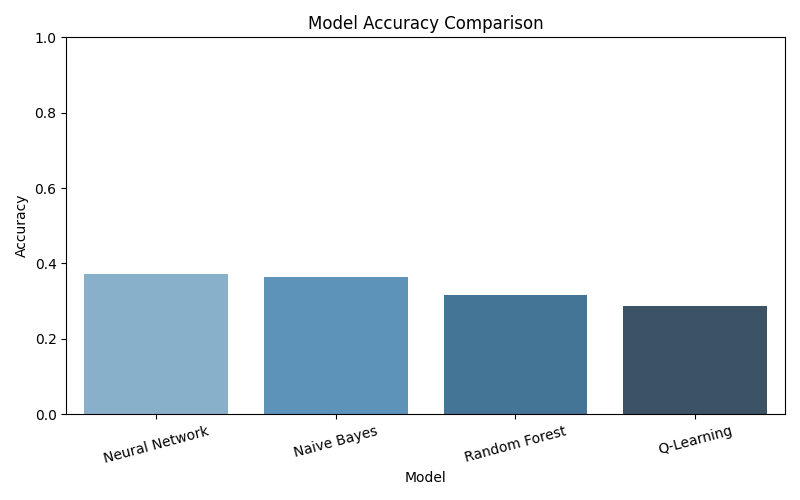 Model Accuracy Comparison
1.0
0.8
0.6
0.4
0.2
0.0
Accuracy
Neural Network
Naive Bayes
Random Forest
Q-Learning
Model